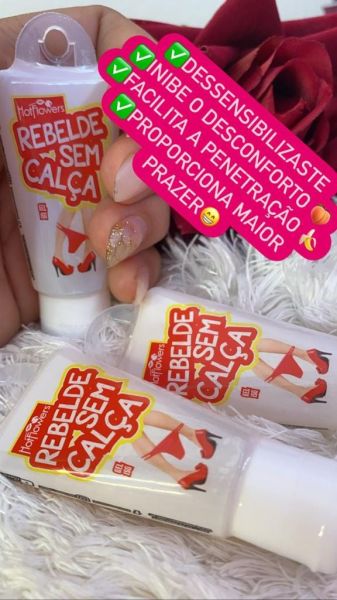 ✅DESSENSIBILIZASTE
✅INIBE O DESCONFORTO 🍑
✅FACILITA A PENETRAÇÃO🍌
✅PROPORCIONA MAIOR
PRAZER😁
HotFlowers
REBELDE
SEM
CALÇA
HotFlowers
REBELDE
SEM
CALÇA
HotFlowers
REBELDE
SEM
CALÇA